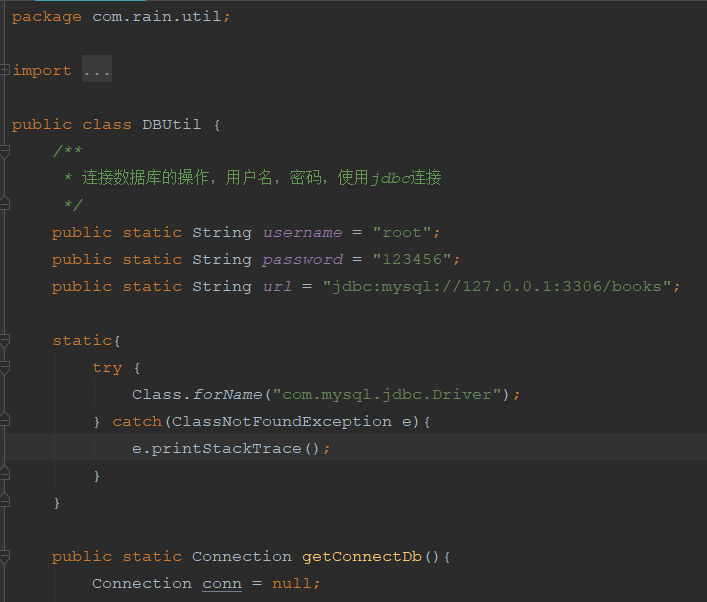 package com.rain.util;
import ...
public class DBUtil {
/**
* 连接数据库的操作，用户名，密码，使用jdbc连接
*/
public static String username = "root";
public static String password = "123456";
public static String url = "jdbc:mysql://127.0.0.1:3306/books";
static{
try {
Class.forName("com.mysql.jdbc.Driver");
} catch(ClassNotFoundException e){
e.printStackTrace();
}
}
public static Connection getConnectDb(){
Connection conn = null;